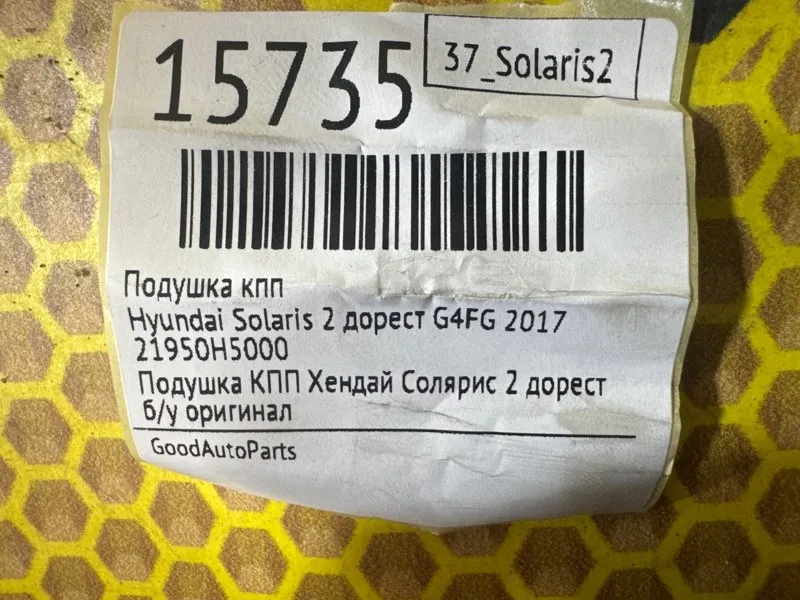 15735
37_Solaris2
Подушка кпп
Hyundai Solaris 2 дорест G4FG 2017
21950H5000
Подушка КПП Хендай Солярис 2 дорест
б/у оригинал
GoodAutoParts